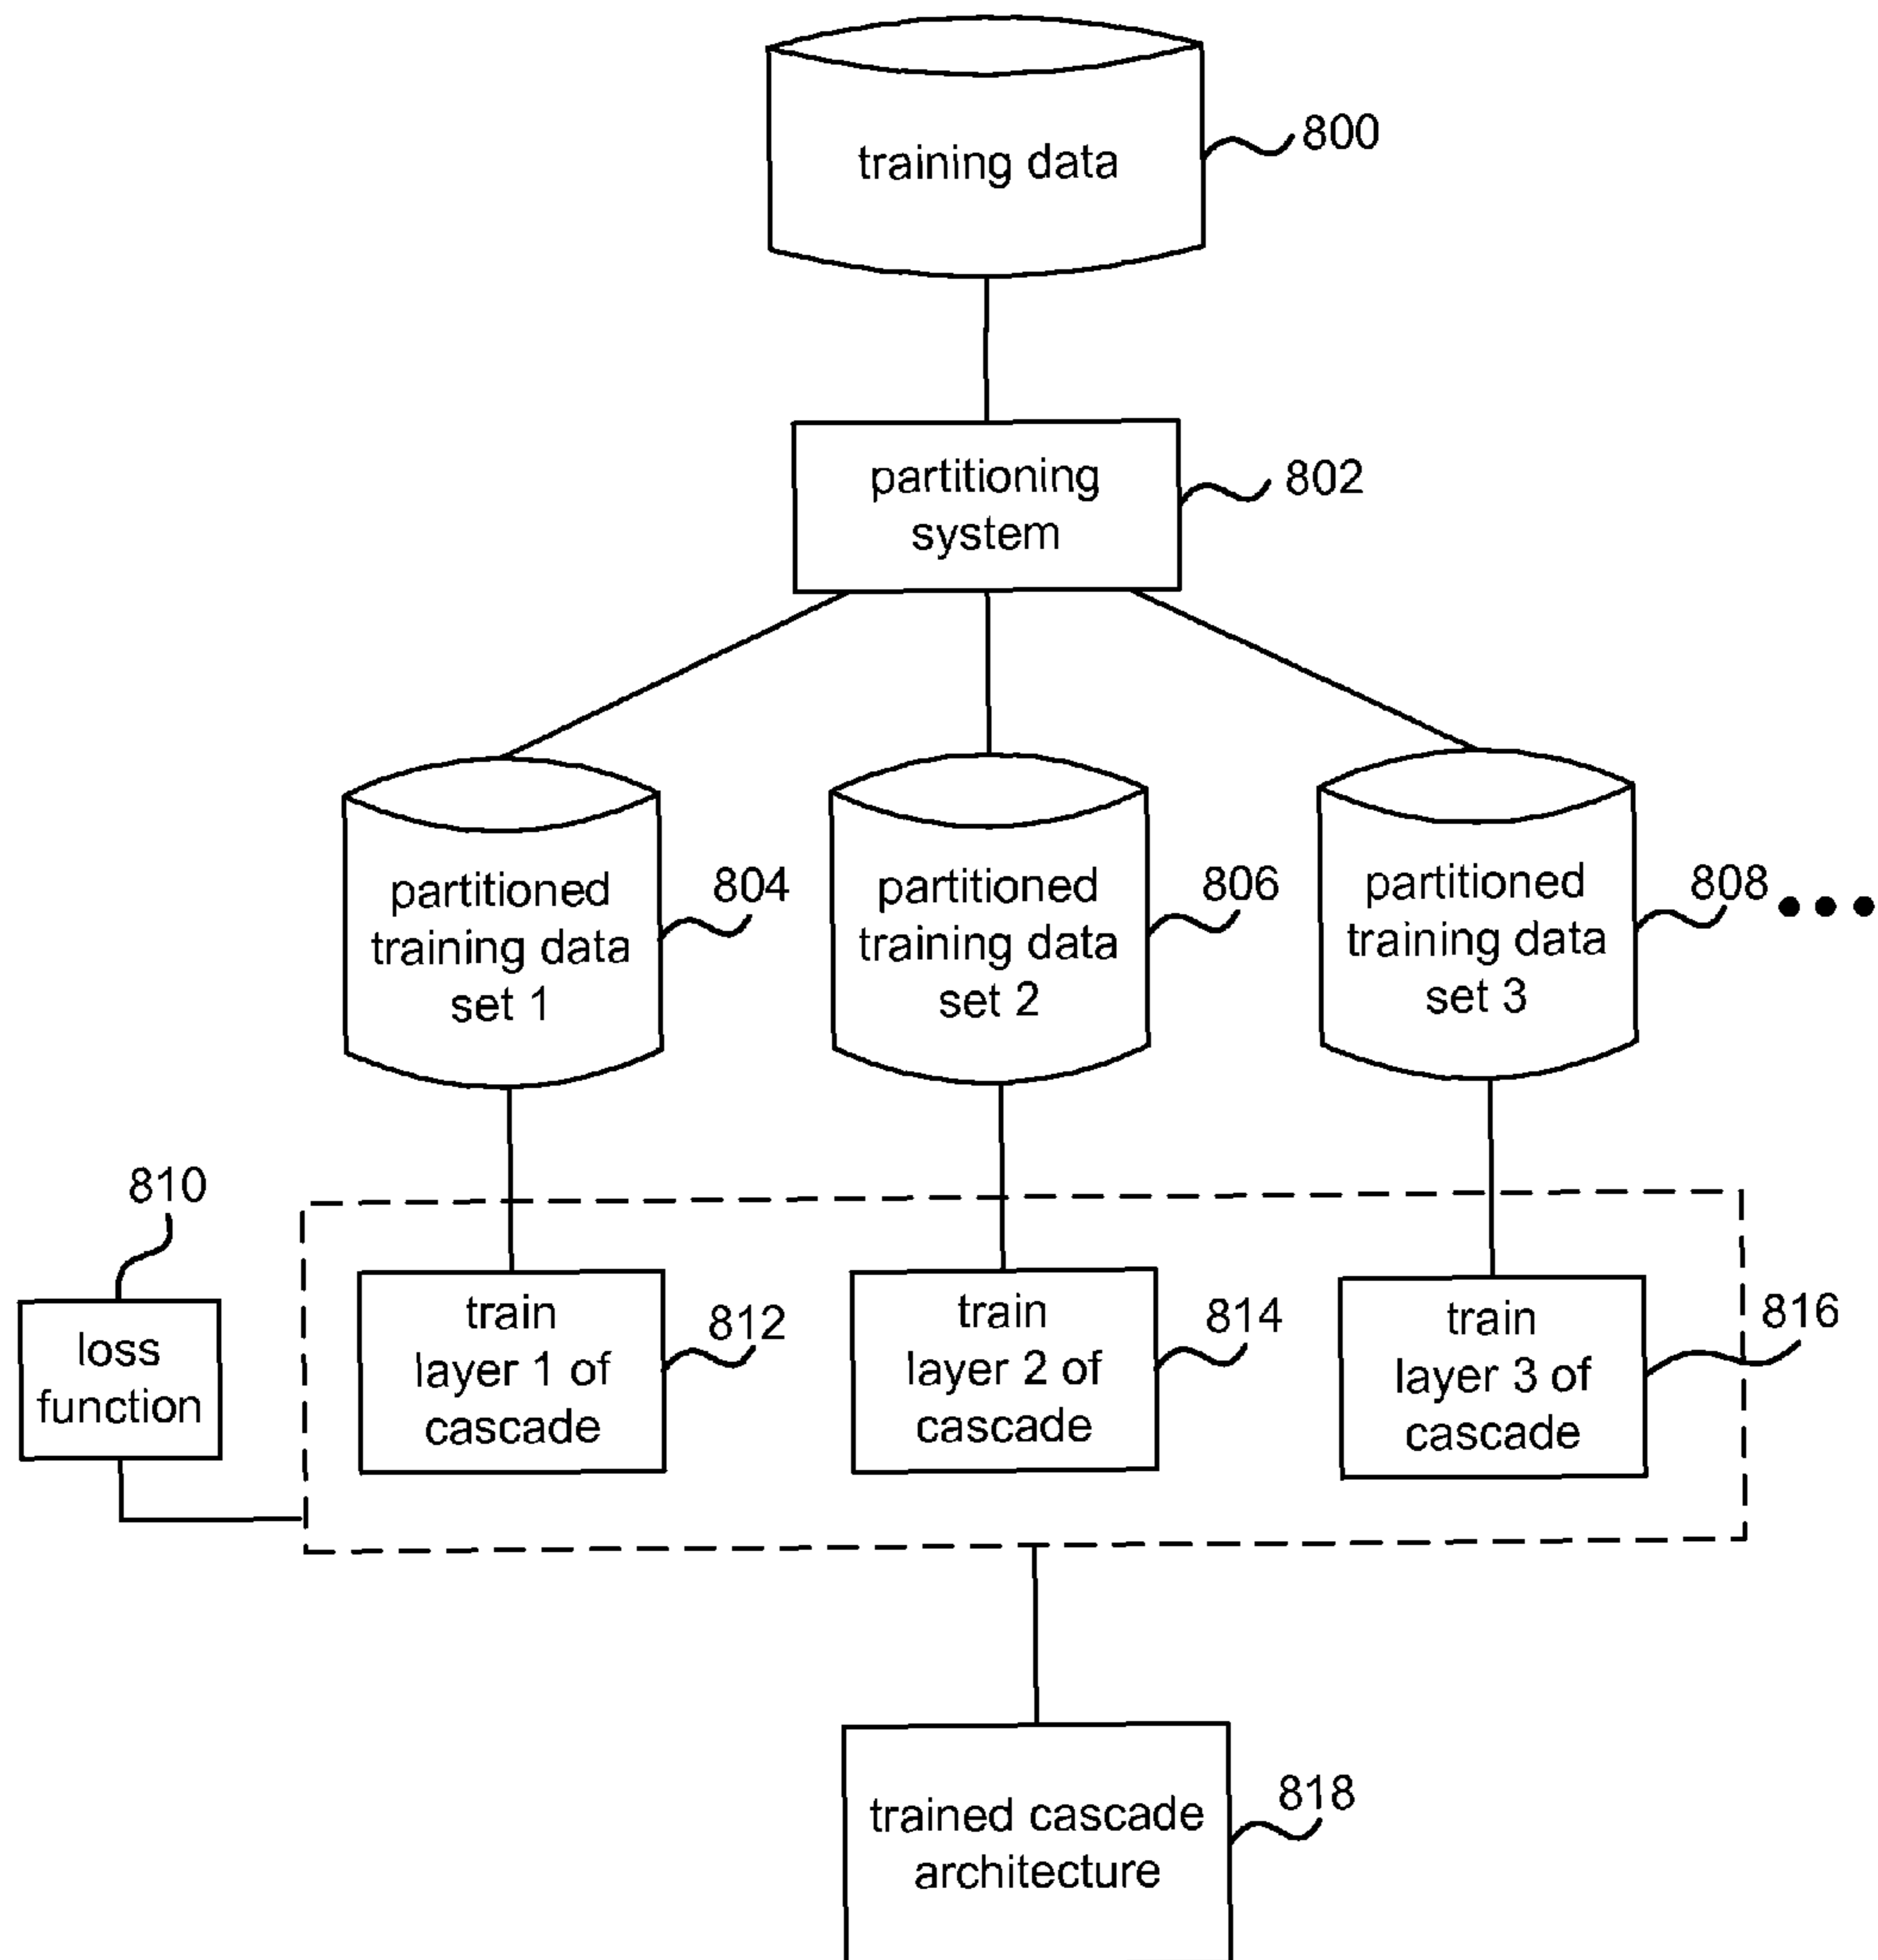 training data
800
partitioning
system
802
partitioned
training data
set 1
804
partitioned
training data
set 2
806
partitioned
training data
set 3
808
810
loss
function
train
layer 1 of
cascade
812
train
layer 2 of
cascade
814
train
layer 3 of
cascade
816
trained cascade
architecture
818